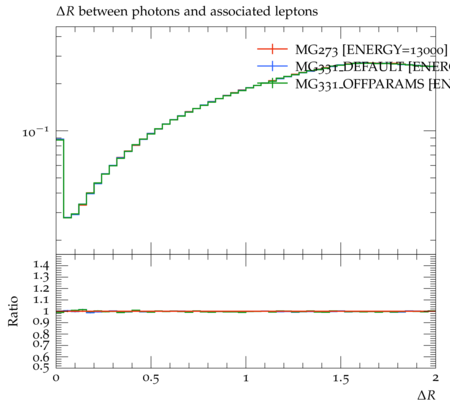 ΔR between photons and associated leptons
MG273 [ENERGY=13000]
MG331_DEFAULT [ENERG
MG331_OFFPARAMS [EN
10⁻¹
1.4
1.3
1.2
1.1
1
0.9
0.8
0.7
0.6
0.5
Ratio
0 0.5 1 1.5 2
ΔR